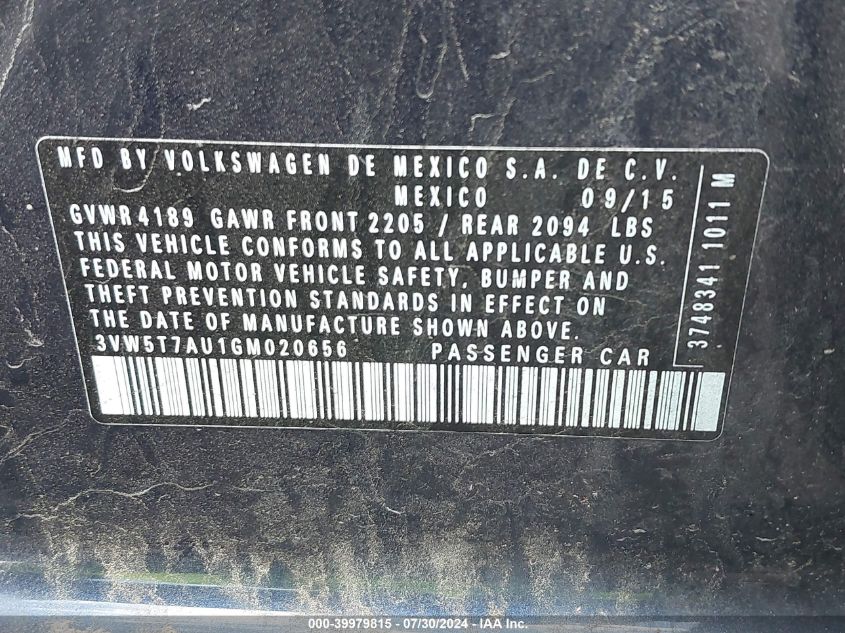 MFD BY VOLKSWAGEN DE MEXICO S.A. DE C.V.
MEXICO 09/15
GVWR 4189 GAWR FRONT 2205 / REAR 2094 LBS
THIS VEHICLE CONFORMS TO ALL APPLICABLE U.S.
FEDERAL MOTOR VEHICLE SAFETY, BUMPER AND
THEFT PREVENTION STANDARDS IN EFFECT ON
THE DATE OF MANUFACTURE SHOWN ABOVE.
3VW5T7AU1GM020656 PASSENGER CAR
3748341 1011 M
000-39979815 - 07/30/2024 - IAA, Inc.